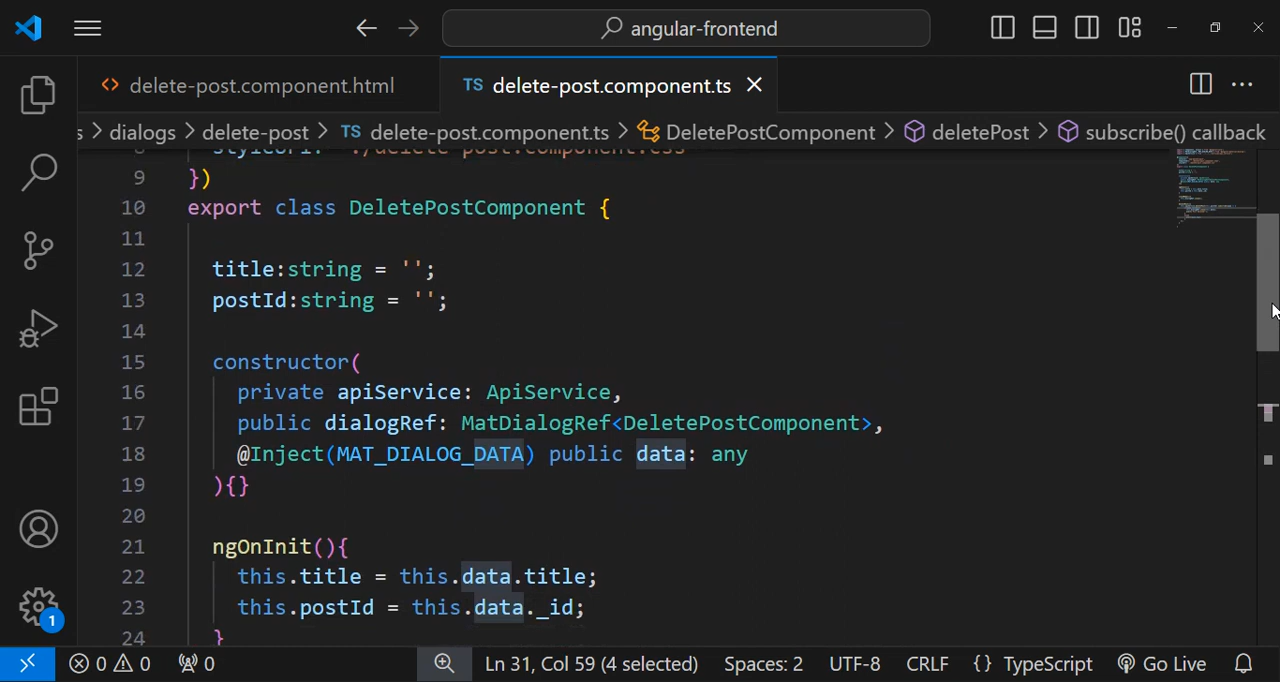 angular-frontend
delete-post.component.html
TS delete-post.component.ts
s > dialogs > delete-post > TS delete-post.component.ts > DeletePostComponent > deletePost > subscribe() callback
9 })
10 export class DeletePostComponent {
11
12 title:string = '';
13 postId:string = '';
14
15 constructor(
16 private apiService: ApiService,
17 public dialogRef: MatDialogRef<DeletePostComponent>,
18 @Inject(MAT_DIALOG_DATA) public data: any
19 ){}
20
21 ngOnInit(){
22 this.title = this.data.title;
23 this.postId = this.data._id;
24 }
1
0 0 0 Ln 31, Col 59 (4 selected) Spaces: 2 UTF-8 CRLF {} TypeScript Go Live